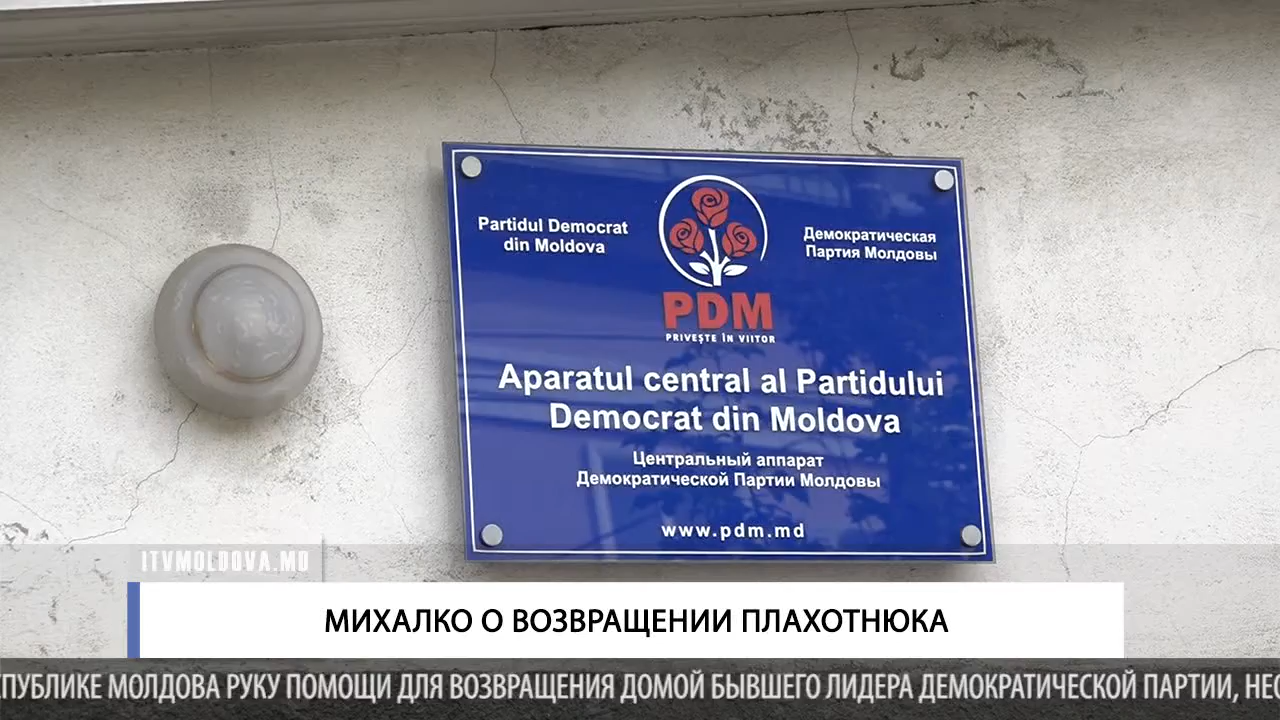 Partidul Democrat
din Moldova
Демократическая
Партия Молдовы
PDM
PRIVEȘTE ÎN VIITOR
Aparatul central al Partidului
Democrat din Moldova
Центральный аппарат
Демократической Партии Молдовы
www.pdm.md
ITVMOLDOVA.MD
МИХАЛКО О ВОЗВРАЩЕНИИ ПЛАХОТНЮКА
МОЛДОВА РУКУ ПОМОЩИ ДЛЯ ВОЗВРАЩЕНИЯ ДОМОЙ БЫВШЕГО ЛИДЕРА ДЕМОКРАТИЧЕСКОЙ ПАРТИИ,